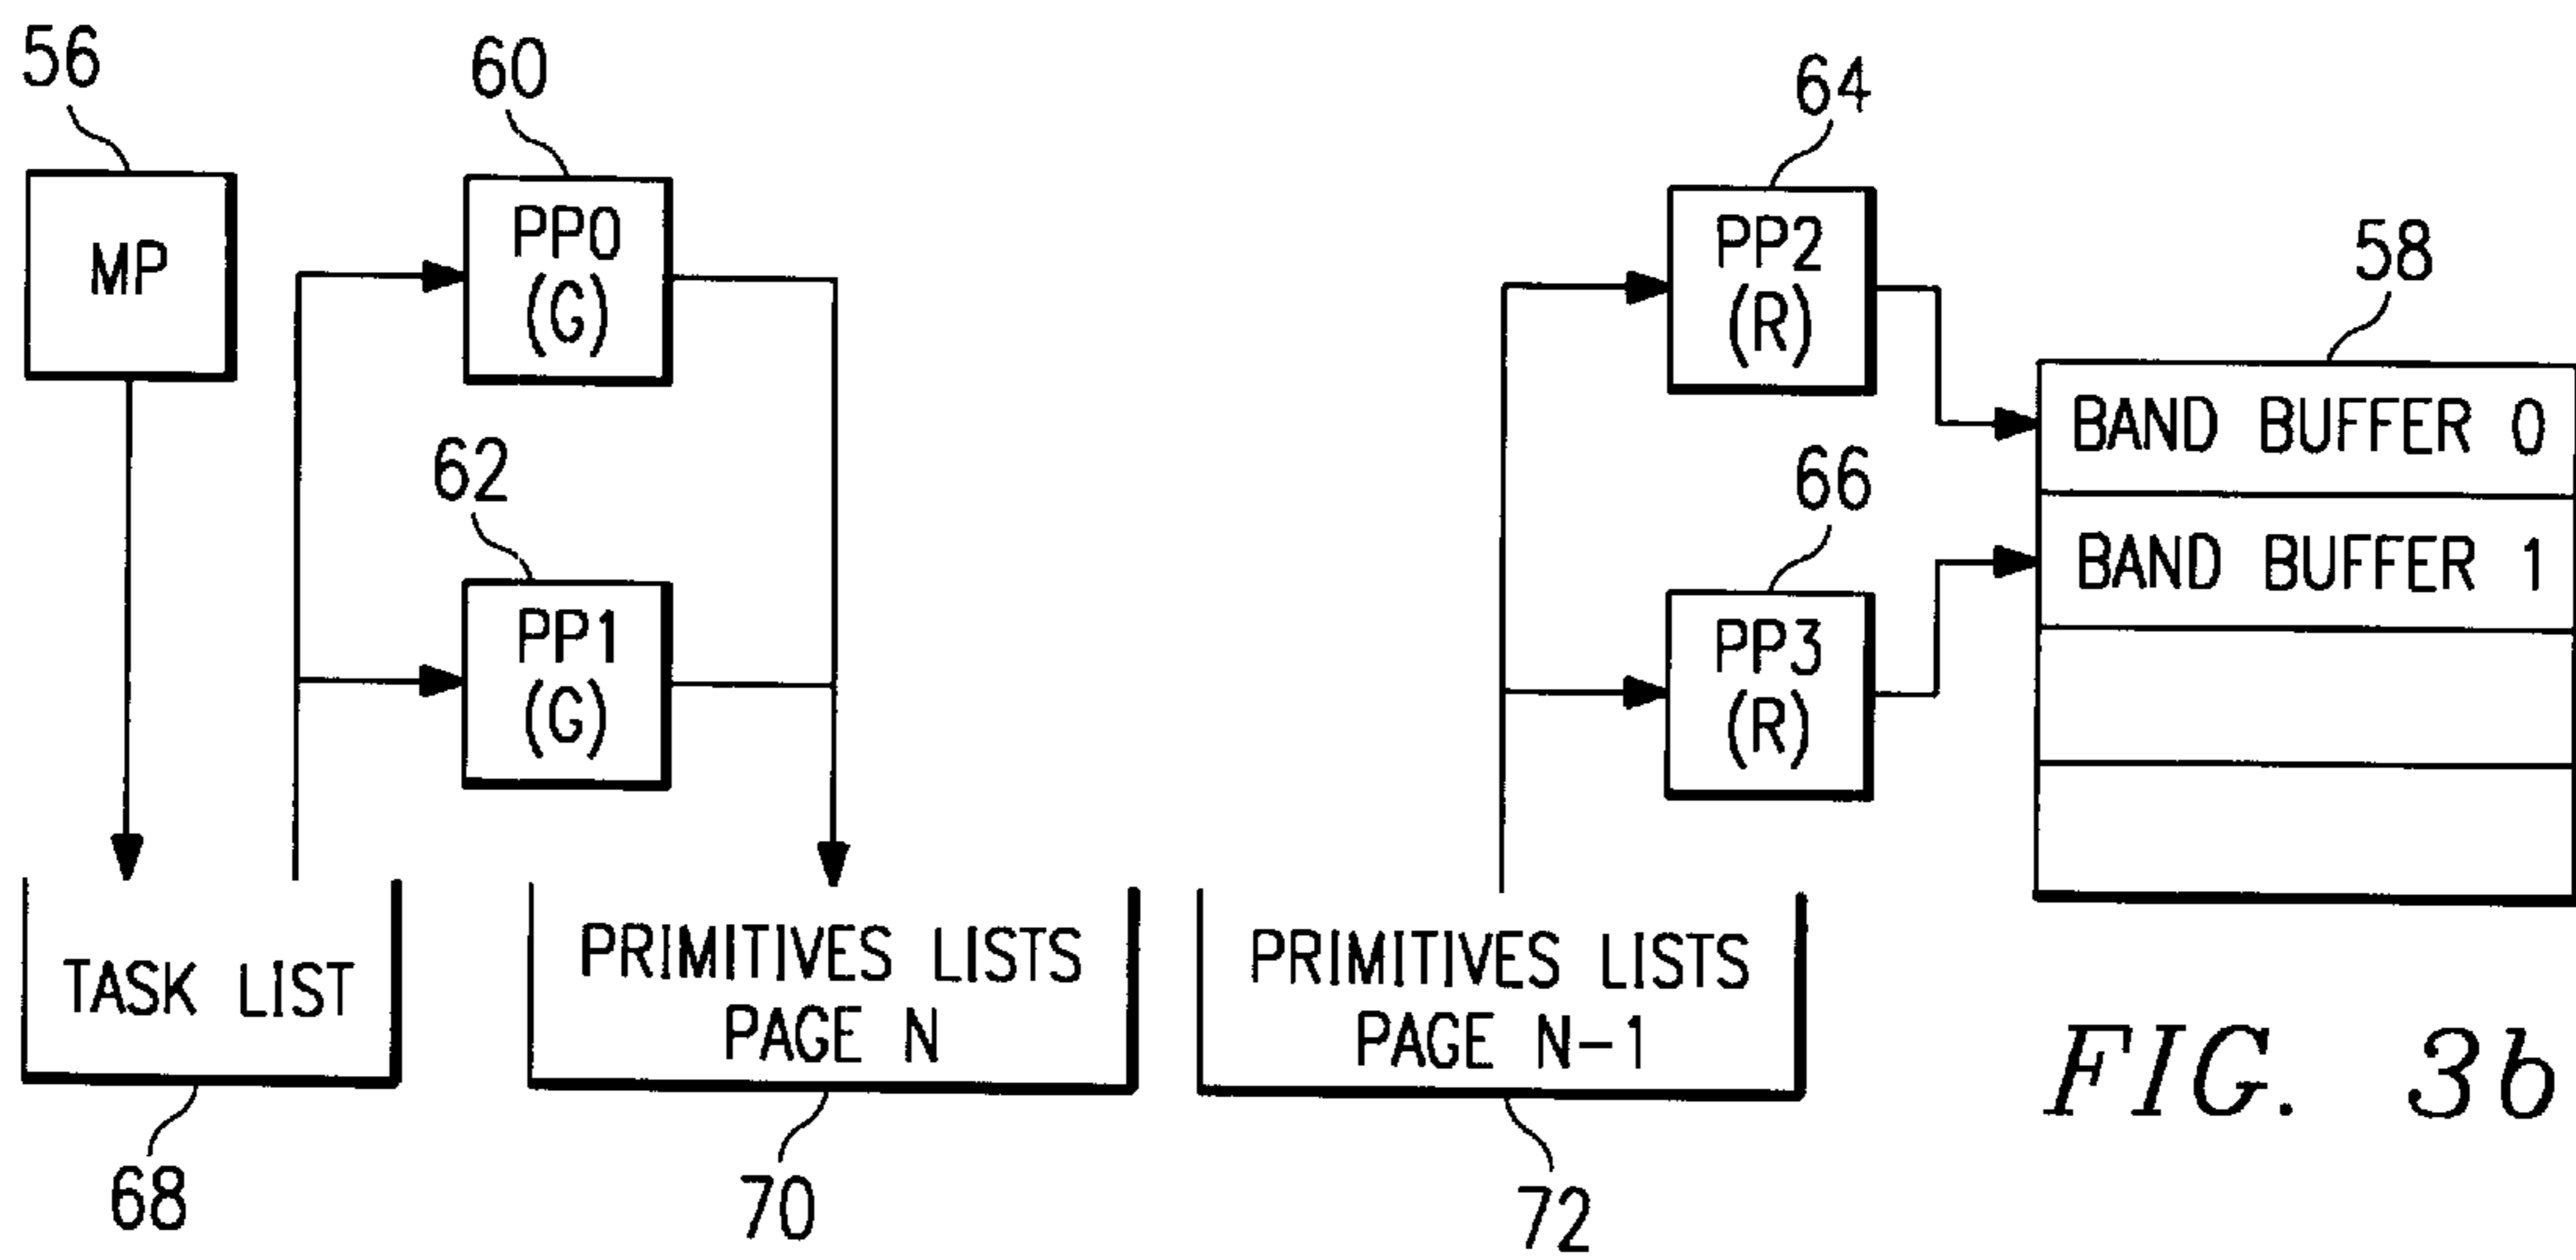 56
60
64
MP
PP0
(G)
PP2
(R)
58
BAND BUFFER 0
62
66
BAND BUFFER 1
PP1
(G)
PP3
(R)
TASK LIST
PRIMITIVES LISTS
PAGE N
PRIMITIVES LISTS
PAGE N-1
FIG. 3b
68
70
72